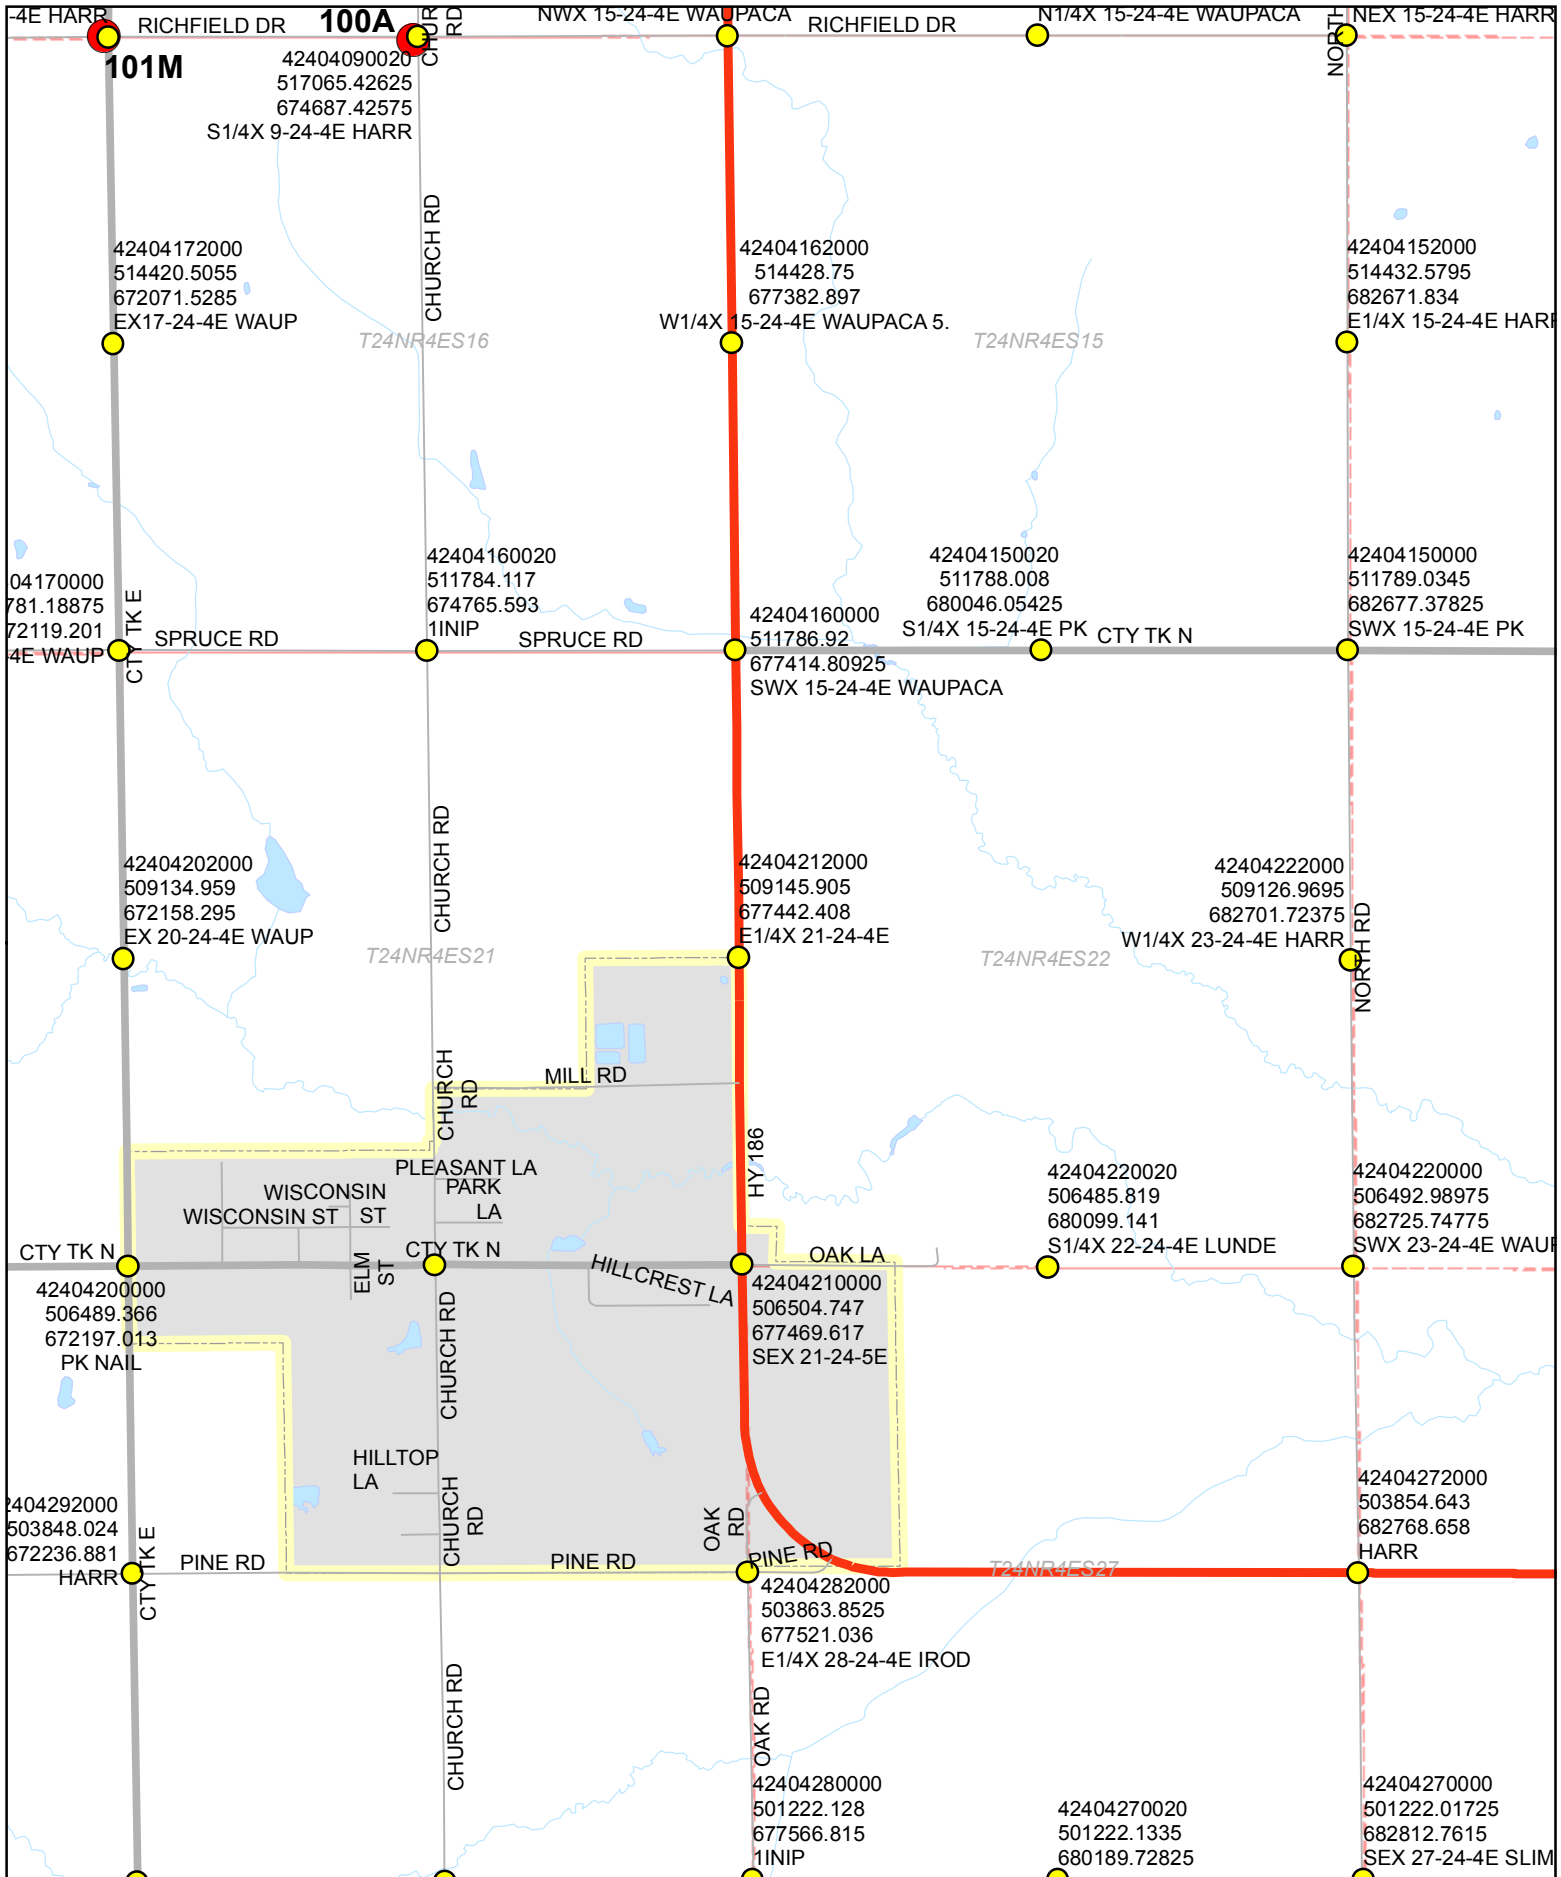 -4E HARR
RICHFIELD DR
100A
CHUR
RD
NWX 15-24-4E WAUPACA
RICHFIELD DR
N1/4X 15-24-4E WAUPACA
NORTH
NEX 15-24-4E HARR
101M
42404090020
517065.42625
674687.42575
S1/4X 9-24-4E HARR
CHURCH RD
42404172000
514420.5055
672071.5285
EX17-24-4E WAUP
T24NR4ES16
42404162000
514428.75
677382.897
W1/4X 15-24-4E WAUPACA 5.
T24NR4ES15
42404152000
514432.5795
682671.834
E1/4X 15-24-4E HARR
04170000
781.18875
72119.201
4E WAUP
CTY TK E
SPRUCE RD
42404160020
511784.117
674765.593
1INIP
SPRUCE RD
42404160000
511786.92
677414.80925
SWX 15-24-4E WAUPACA
42404150020
511788.008
680046.05425
S1/4X 15-24-4E PK
CTY TK N
42404150000
511789.0345
682677.37825
SWX 15-24-4E PK
CHURCH RD
42404202000
509134.959
672158.295
EX 20-24-4E WAUP
T24NR4ES21
42404212000
509145.905
677442.408
E1/4X 21-24-4E
T24NR4ES22
42404222000
509126.9695
682701.72375
W1/4X 23-24-4E HARR
NORTH RD
CHURCH
RD
MILL RD
HY 186
PLEASANT LA
PARK
LA
WISCONSIN
ST
WISCONSIN ST
ELM
ST
CTY TK N
CTY TK N
HILLCREST LA
OAK LA
42404220020
506485.819
680099.141
S1/4X 22-24-4E LUNDE
42404220000
506492.98975
682725.74775
SWX 23-24-4E WAUP
42404200000
506489.366
672197.013
PK NAIL
42404210000
506504.747
677469.617
SEX 21-24-5E
CHURCH RD
HILLTOP
LA
CHURCH
RD
OAK
RD
2404292000
503848.024
672236.881
HARR
CTY TK E
PINE RD
PINE RD
PINE RD
T24NR4ES27
42404272000
503854.643
682768.658
HARR
42404282000
503863.8525
677521.036
E1/4X 28-24-4E IROD
CHURCH RD
OAK RD
42404280000
501222.128
677566.815
1INIP
42404270020
501222.1335
680189.72825
42404270000
501222.01725
682812.7615
SEX 27-24-4E SLIM